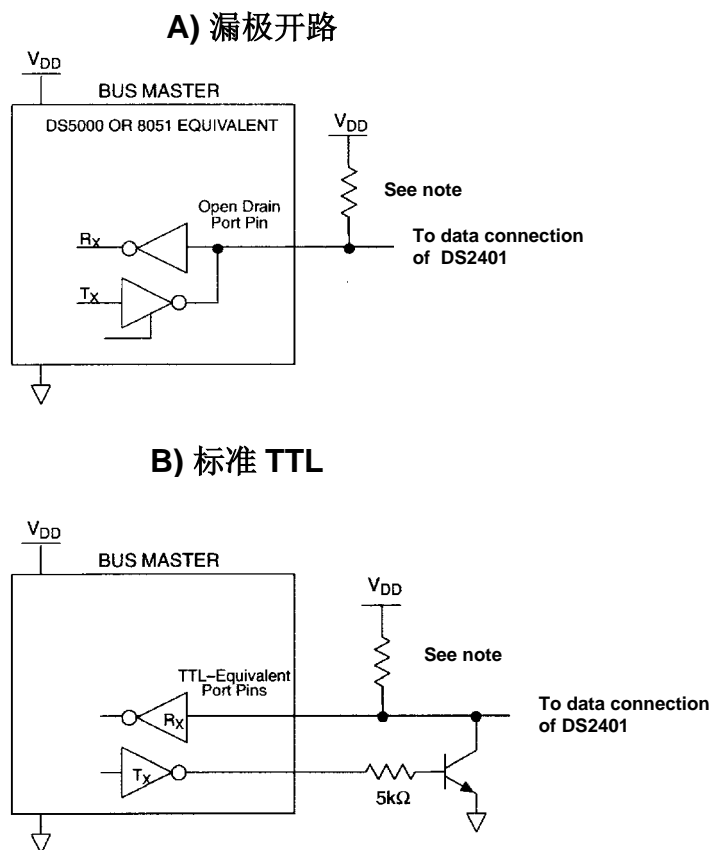 A) 漏极开路
VDD
BUS MASTER
DS5000 OR 8051 EQUIVALENT
VDD
See note
Open Drain
Port Pin
RX
To data connection
of DS2401
TX
B) 标准 TTL
VDD
BUS MASTER
VDD
See note
TTL-Equivalent
Port Pins
RX
To data connection
of DS2401
TX
5kΩ